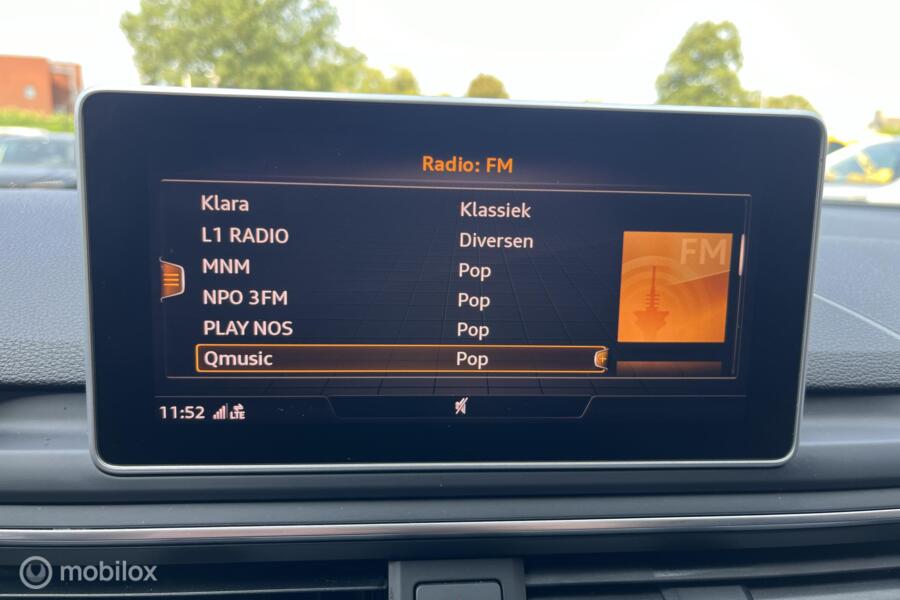 Radio: FM
Klara Klassiek
L1 RADIO Diversen
MNM Pop
NPO 3FM Pop
PLAY NOS Pop
Qmusic Pop
FM
11:52 LTE
mobilox